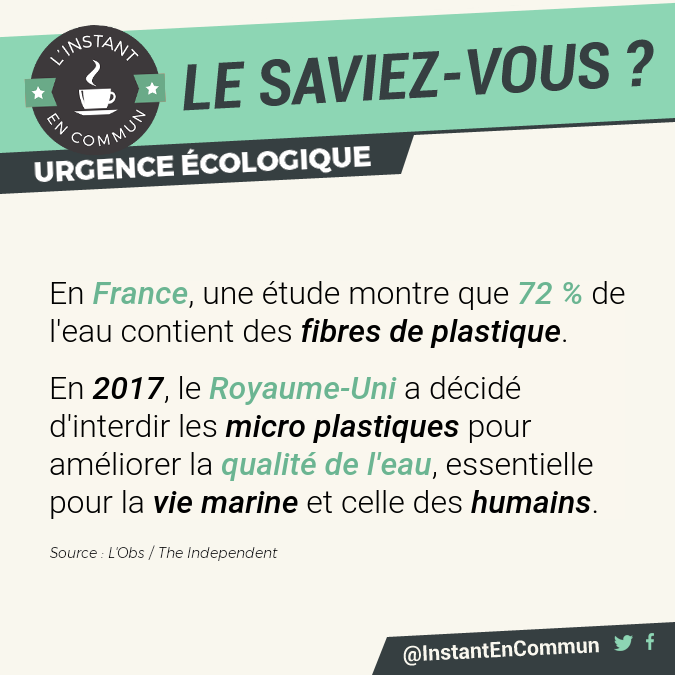 L'INSTANT
EN COMMUN
LE SAVIEZ-VOUS ?
URGENCE ÉCOLOGIQUE
En France, une étude montre que 72 % de
l'eau contient des fibres de plastique.
En 2017, le Royaume-Uni a décidé
d'interdir les micro plastiques pour
améliorer la qualité de l'eau, essentielle
pour la vie marine et celle des humains.
Source : L'Obs / The Independent
@InstantEnCommun